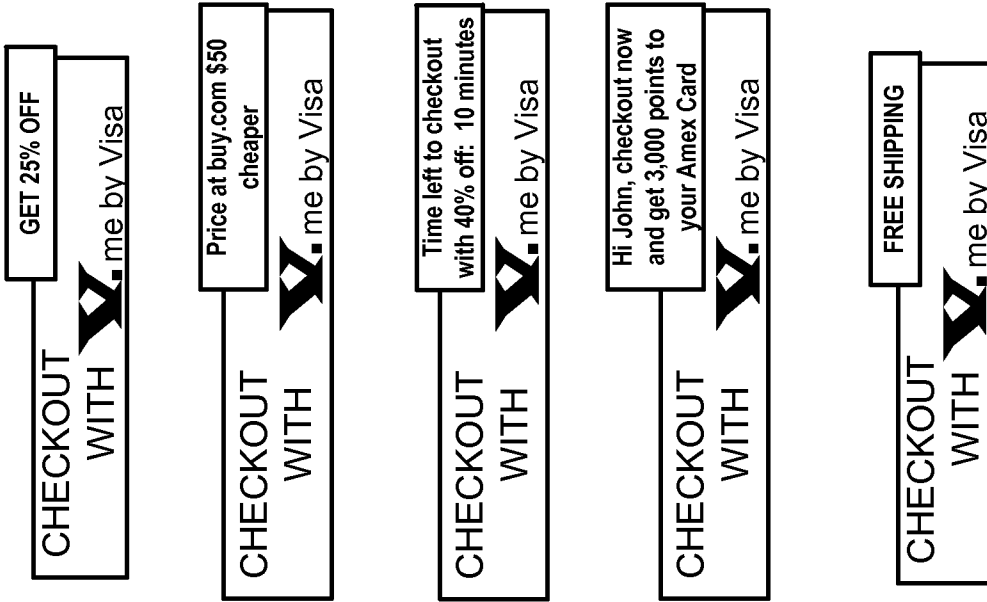 GET 25% OFF
CHECKOUT
WITH V.me by Visa
Price at buy.com $50
cheaper
CHECKOUT
WITH V.me by Visa
Time left to checkout
with 40% off: 10 minutes
CHECKOUT
WITH V.me by Visa
Hi John, checkout now
and get 3,000 points to
your Amex Card
CHECKOUT
WITH V.me by Visa
FREE SHIPPING
CHECKOUT
WITH V.me by Visa